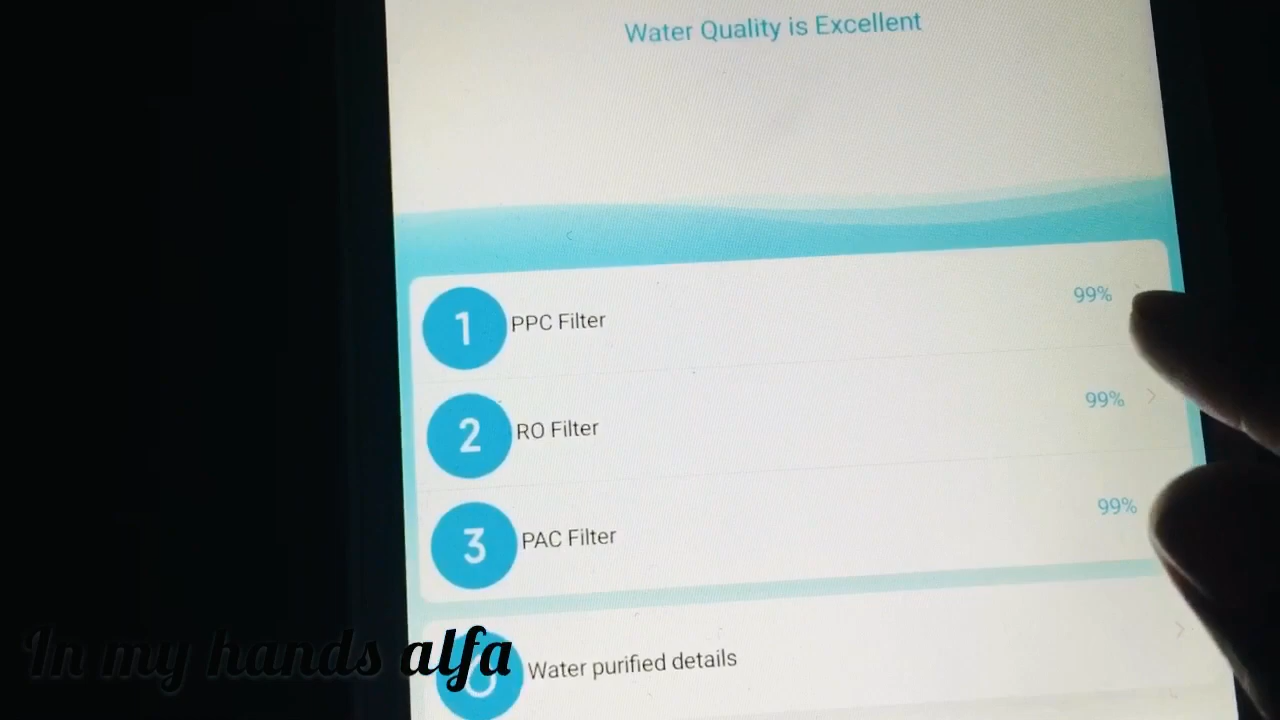 Water Quality is Excellent
1 PPC Filter 99%
2 RO Filter 99%
3 PAC Filter 99%
Water purified details
In my hands alfa